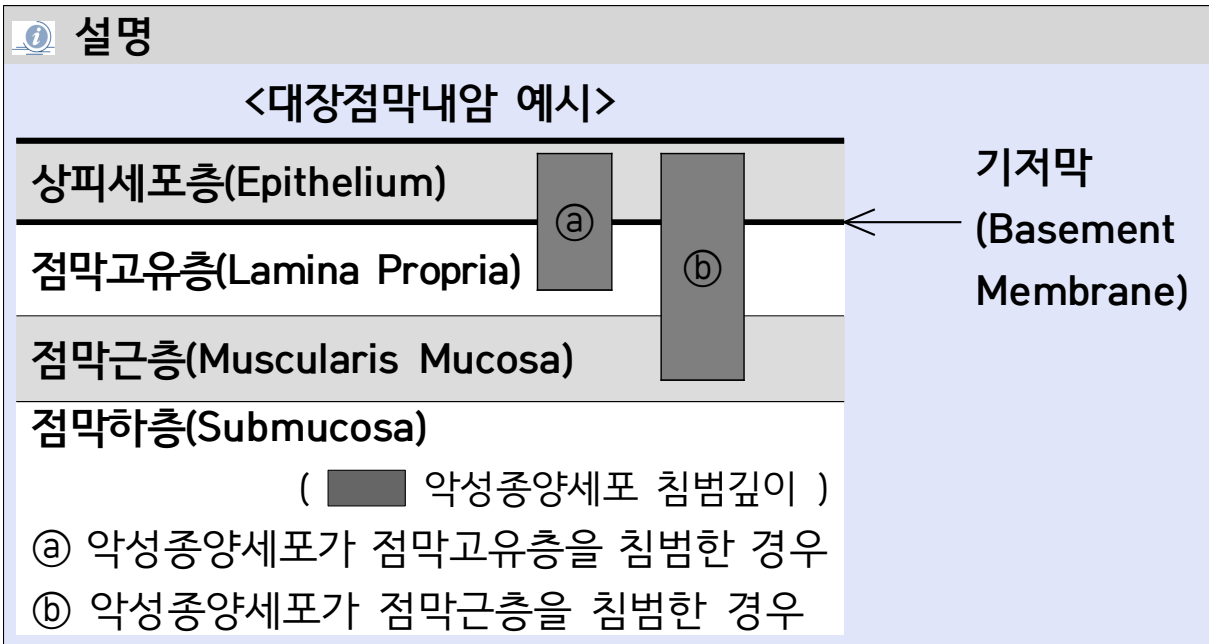 설명
<대장점막내암 예시>
상피세포층(Epithelium)
ⓐ
기저막
(Basement
Membrane)
점막고유층(Lamina Propria)
ⓑ
점막근층(Muscularis Mucosa)
점막하층(Submucosa)
( 악성종양세포 침범깊이 )
ⓐ 악성종양세포가 점막고유층을 침범한 경우
ⓑ 악성종양세포가 점막근층을 침범한 경우